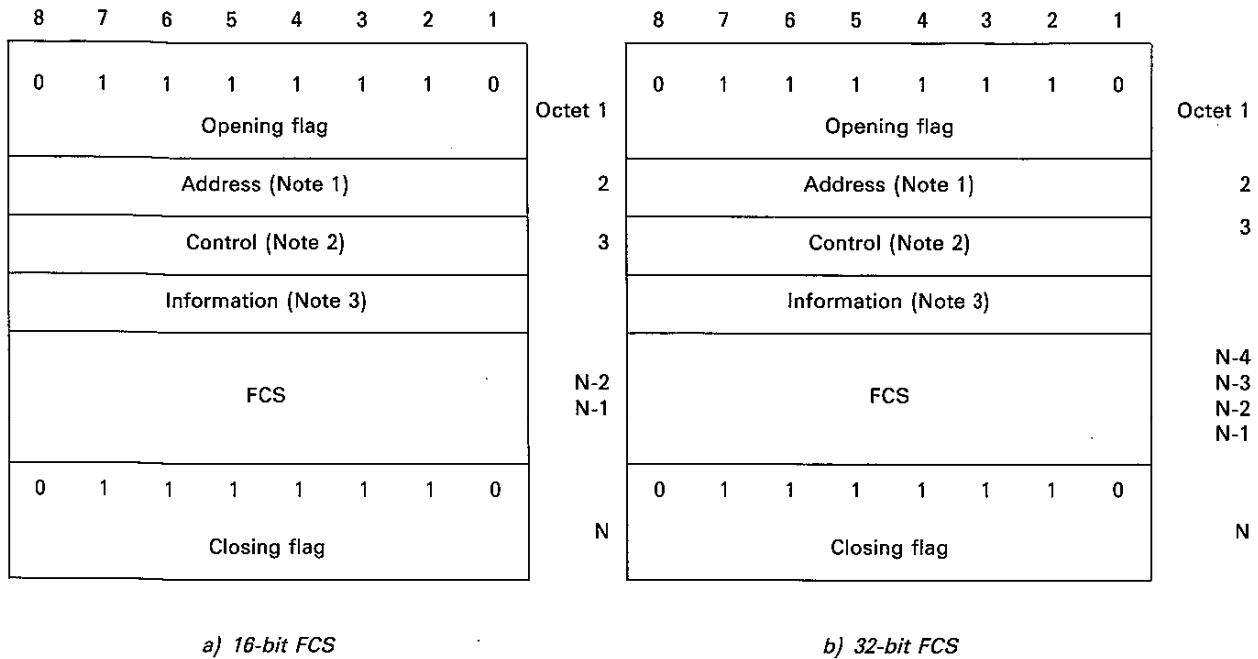 8 7 6 5 4 3 2 1
0 1 1 1 1 1 1 0
Opening flag
Octet 1
Address (Note 1)
2
Control (Note 2)
3
Information (Note 3)
FCS
N-2
N-1
0 1 1 1 1 1 1 0
Closing flag
N
a) 16-bit FCS
8 7 6 5 4 3 2 1
0 1 1 1 1 1 1 0
Opening flag
Octet 1
Address (Note 1)
2
Control (Note 2)
3
Information (Note 3)
FCS
N-4
N-3
N-2
N-1
0 1 1 1 1 1 1 0
Closing flag
N
b) 32-bit FCS